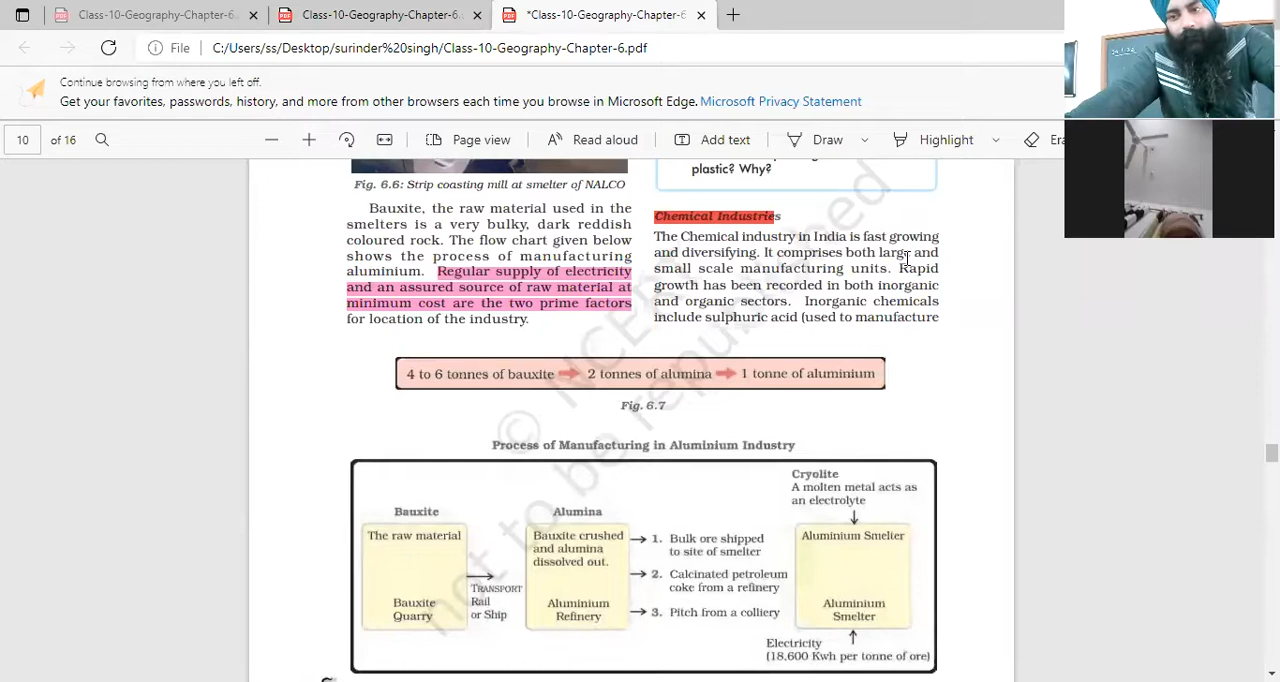 Class-10-Geography-Chapter-6.
Class-10-Geography-Chapter-6.
*Class-10-Geography-Chapter-6
File
C:/Users/ss/Desktop/surinder%20singh/Class-10-Geography-Chapter-6.pdf
Continue browsing from where you left off.
Get your favorites, passwords, history, and more from other browsers each time you browse in Microsoft Edge. Microsoft Privacy Statement
10 of 16
Page view
Read aloud
Add text
Draw
Highlight
Era
Fig. 6.6: Strip coasting mill at smelter of NALCO
Bauxite, the raw material used in the
smelters is a very bulky, dark reddish
coloured rock. The flow chart given below
shows the process of manufacturing
aluminium. Regular supply of electricity
and an assured source of raw material at
minimum cost are the two prime factors
for location of the industry.
plastic? Why?
Chemical Industries
The Chemical industry in India is fast growing
and diversifying. It comprises both large and
small scale manufacturing units. Rapid
growth has been recorded in both inorganic
and organic sectors. Inorganic chemicals
include sulphuric acid (used to manufacture
4 to 6 tonnes of bauxite
2 tonnes of alumina
1 tonne of aluminium
Fig. 6.7
Process of Manufacturing in Aluminium Industry
Bauxite
The raw material
Bauxite
Quarry
TRANSPORT
Rail
or Ship
Alumina
Bauxite crushed
and alumina
dissolved out.
Aluminium
Refinery
1. Bulk ore shipped
to site of smelter
2. Calcinated petroleum
coke from a refinery
3. Pitch from a colliery
Cryolite
A molten metal acts as
an electrolyte
Aluminium Smelter
Aluminium
Smelter
Electricity
(18,600 Kwh per tonne of ore)
© NCERT
not to be republished